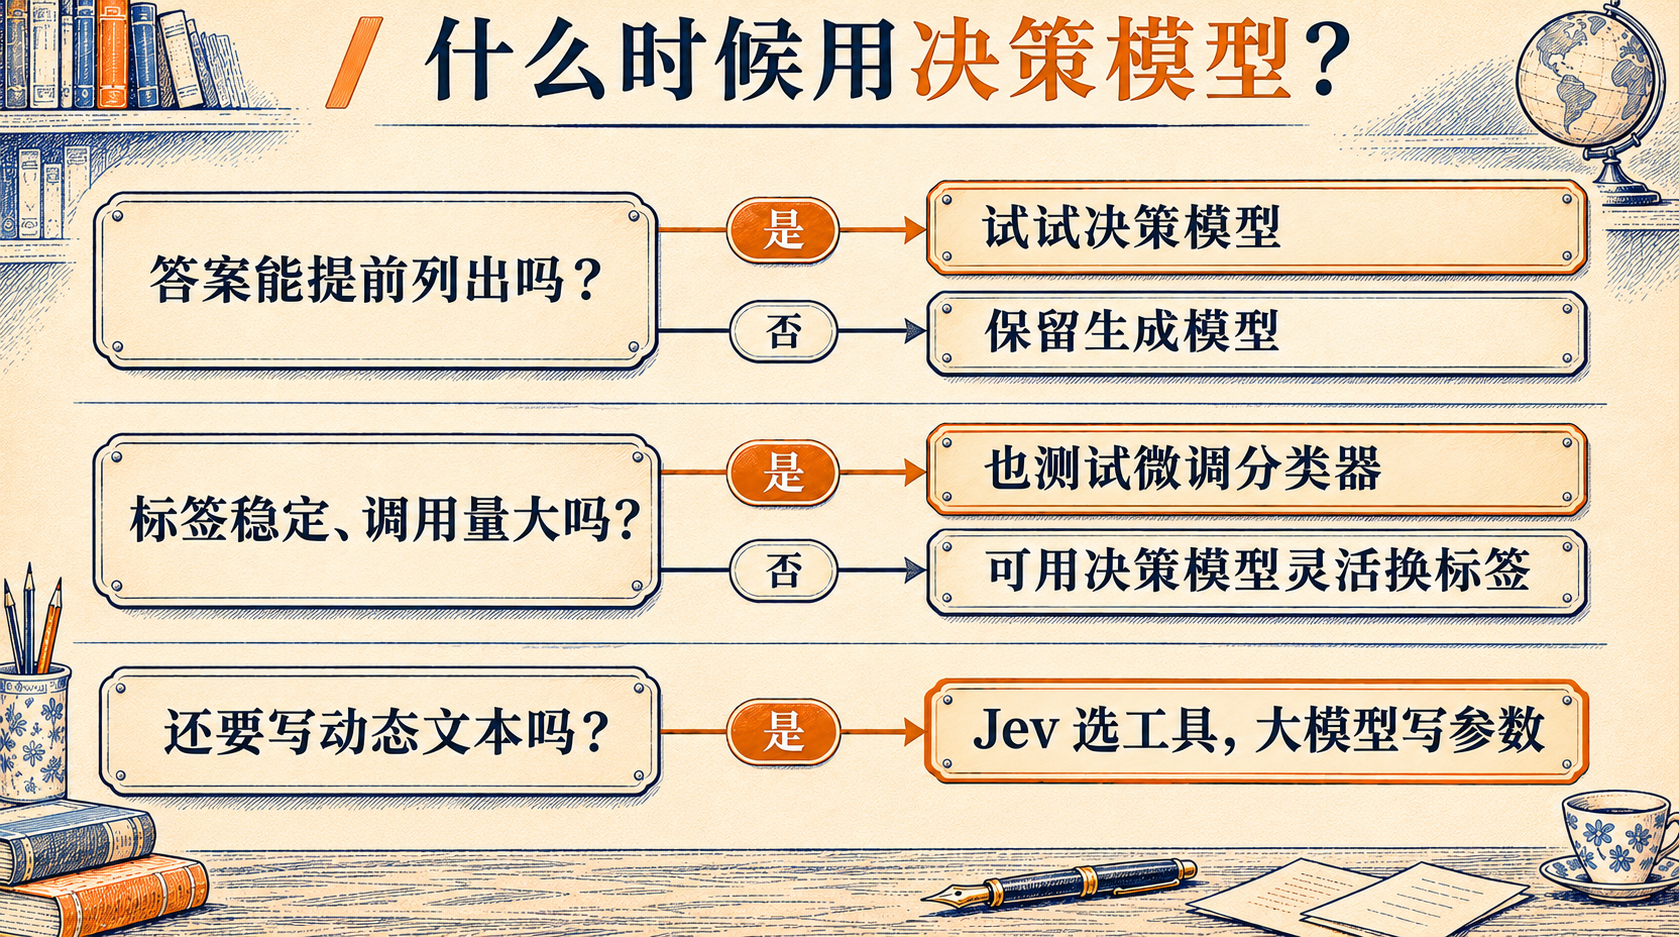 什么时候用决策模型？
答案能提前列出吗？
是
试试决策模型
否
保留生成模型
标签稳定、调用量大吗？
是
也测试微调分类器
否
可用决策模型灵活换标签
还要写动态文本吗？
是
Jev 选工具，大模型写参数